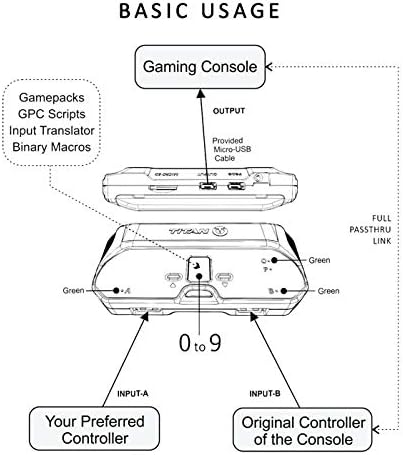 BASIC USAGE
Gaming Console
Gamepacks
GPC Scripts
Input Translator
Binary Macros
OUTPUT
Provided
Micro-USB
Cable
OUTPUT
FULL
PASSTHRU
LINK
TITAN
Green
P
Green
A
B
Green
0 to 9
INPUT-A
INPUT-B
Your Preferred
Controller
Original Controller
of the Console